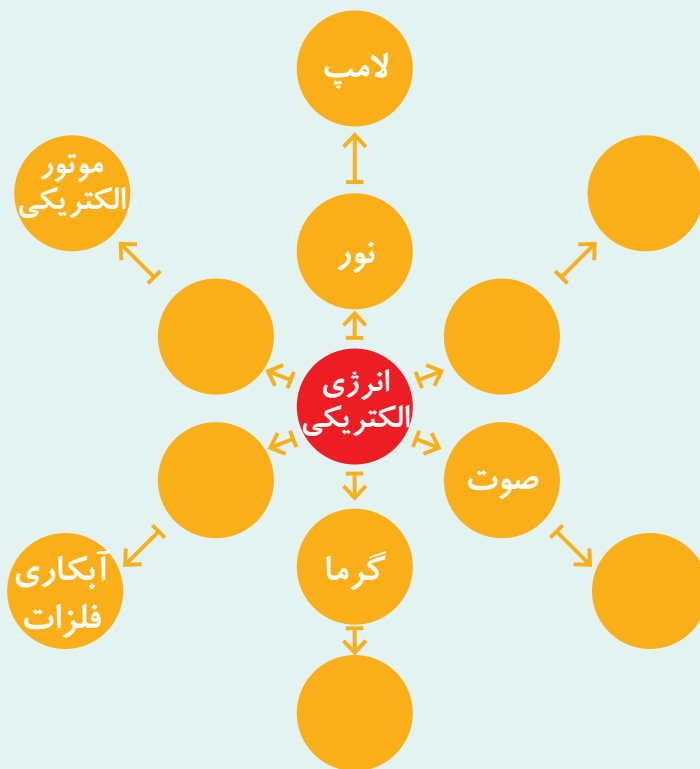 لامپ
موتور
الکتریکی
نور
انرژی
الکتریکی
صوت
گرما
آبکاری
فلزات